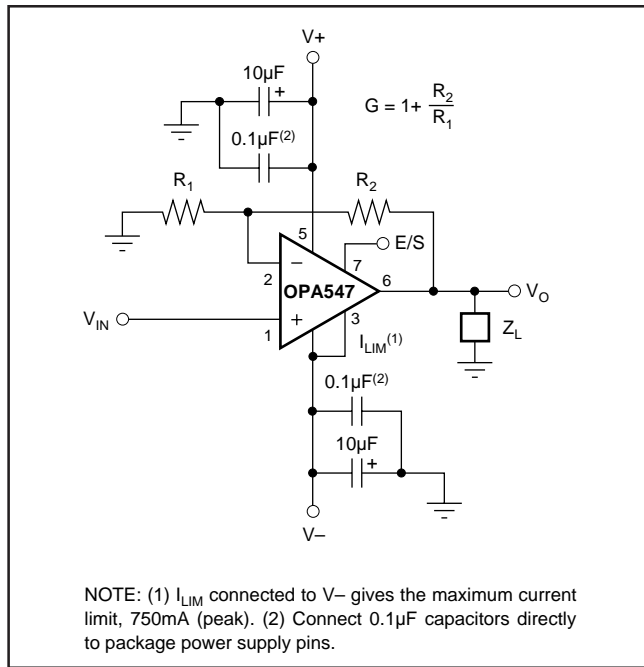 V+
10µF
+
G = 1+ R2
R1
0.1µF(2)
R1
R2
5
E/S
7
2
–
OPA547
6
VO
VIN
+
1
3
ILIM(1)
ZL
0.1µF(2)
10µF
+
V–
NOTE: (1) ILIM connected to V– gives the maximum current
limit, 750mA (peak). (2) Connect 0.1µF capacitors directly
to package power supply pins.